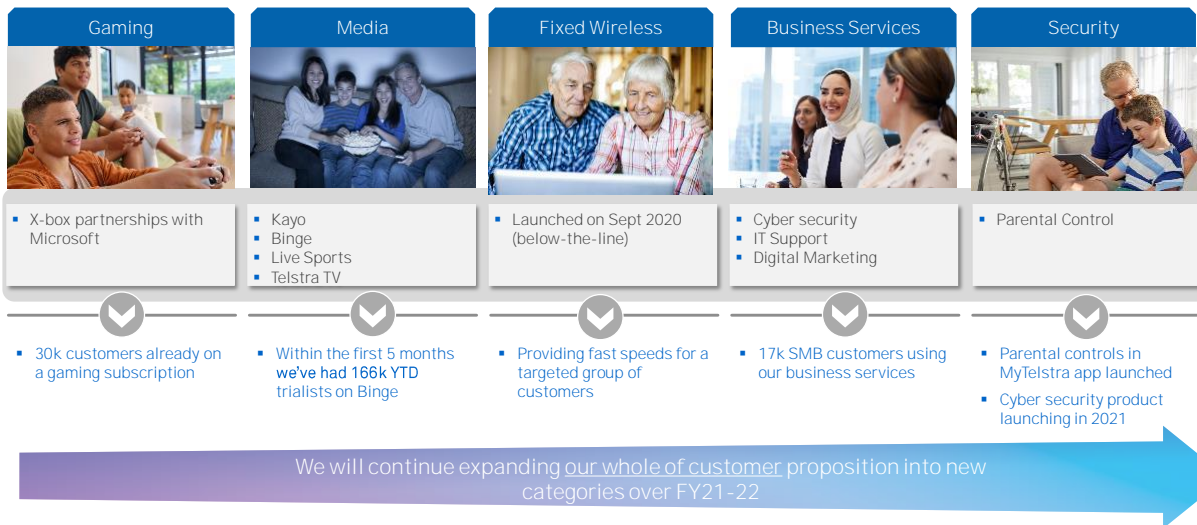 Gaming
Media
Fixed Wireless
Business Services
Security
▪ X-box partnerships with
Microsoft
▪ Kayo
▪ Binge
▪ Live Sports
▪ Telstra TV
▪ Launched on Sept 2020
(below-the-line)
▪ Cyber security
▪ IT Support
▪ Digital Marketing
▪ Parental Control
▪ 30k customers already on
a gaming subscription
▪ Within the first 5 months
we've had 166k YTD
trialists on Binge
▪ Providing fast speeds for a
targeted group of
customers
▪ 17k SMB customers using
our business services
▪ Parental controls in
MyTelstra app launched
▪ Cyber security product
launching in 2021
We will continue expanding our whole of customer proposition into new
categories over FY21-22